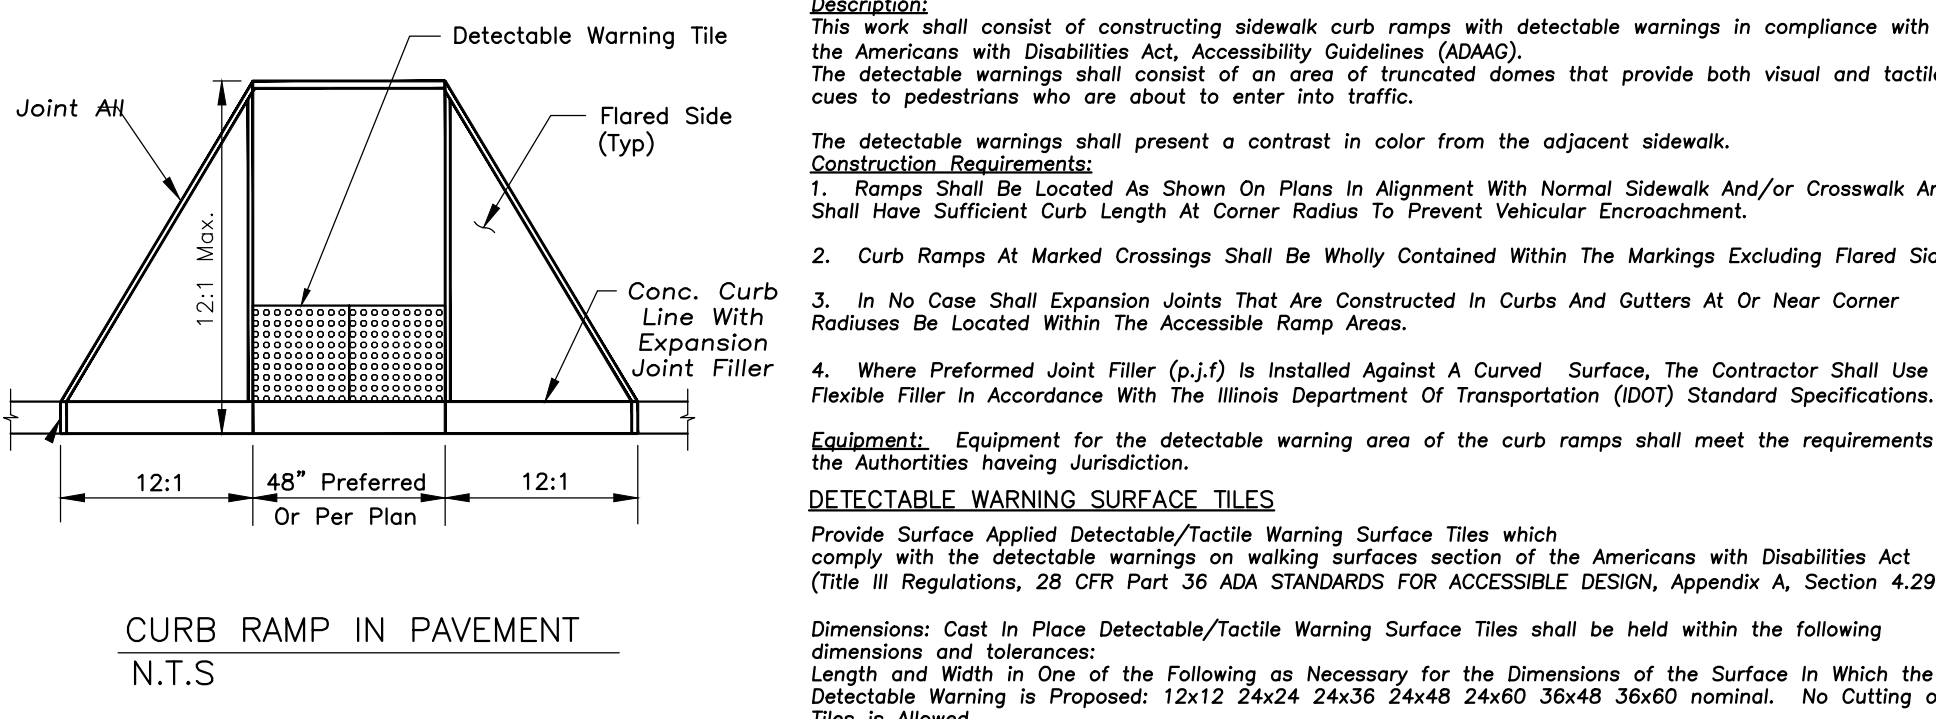 Detectable Warning Tile
Joint All
Flared Side
(Typ)
12:1 Max.
Conc. Curb
Line With
Expansion
Joint Filler
12:1
48" Preferred
Or Per Plan
12:1
CURB RAMP IN PAVEMENT
N.T.S
Description:
This work shall consist of constructing sidewalk curb ramps with detectable warnings in compliance with
the Americans with Disabilities Act, Accessibility Guidelines (ADAAG).
The detectable warnings shall consist of an area of truncated domes that provide both visual and
cues to pedestrians who are about to enter into traffic.
The detectable warnings shall present a contrast in color from the adjacent sidewalk.
Construction Requirements:
1. Ramps Shall Be Located As Shown On Plans In Alignment With Normal Sidewalk And/or Crosswalk
Shall Have Sufficient Curb Length At Corner Radius To Prevent Vehicular Encroachment.
2. Curb Ramps At Marked Crossings Shall Be Wholly Contained Within The Markings Excluding Flared
3. In No Case Shall Expansion Joints That Are Constructed In Curbs And Gutters At Or Near Corner
Radiuses Be Located Within The Accessible Ramp Areas.
4. Where Preformed Joint Filler (p.j.f) Is Installed Against A Curved Surface, The Contractor Shall Use
Flexible Filler In Accordance With The Illinois Department Of Transportation (IDOT) Standard Specifications.
Equipment: Equipment for the detectable warning area of the curb ramps shall meet the requirements
the Authortities haveing Jurisdiction.
DETECTABLE WARNING SURFACE TILES
Provide Surface Applied Detectable/Tactile Warning Surface Tiles which
comply with the detectable warnings on walking surfaces section of the Americans with Disabilities Act
(Title III Regulations, 28 CFR Part 36 ADA STANDARDS FOR ACCESSIBLE DESIGN, Appendix A, Section 4.29
Dimensions: Cast In Place Detectable/Tactile Warning Surface Tiles shall be held within the following
dimensions and tolerances:
Length and Width in One of the Following as Necessary for the Dimensions of the Surface In Which the
Detectable Warning is Proposed: 12x12 24x24 24x36 24x48 24x60 36x48 36x60 nominal. No Cutting
Tiles is Allowed